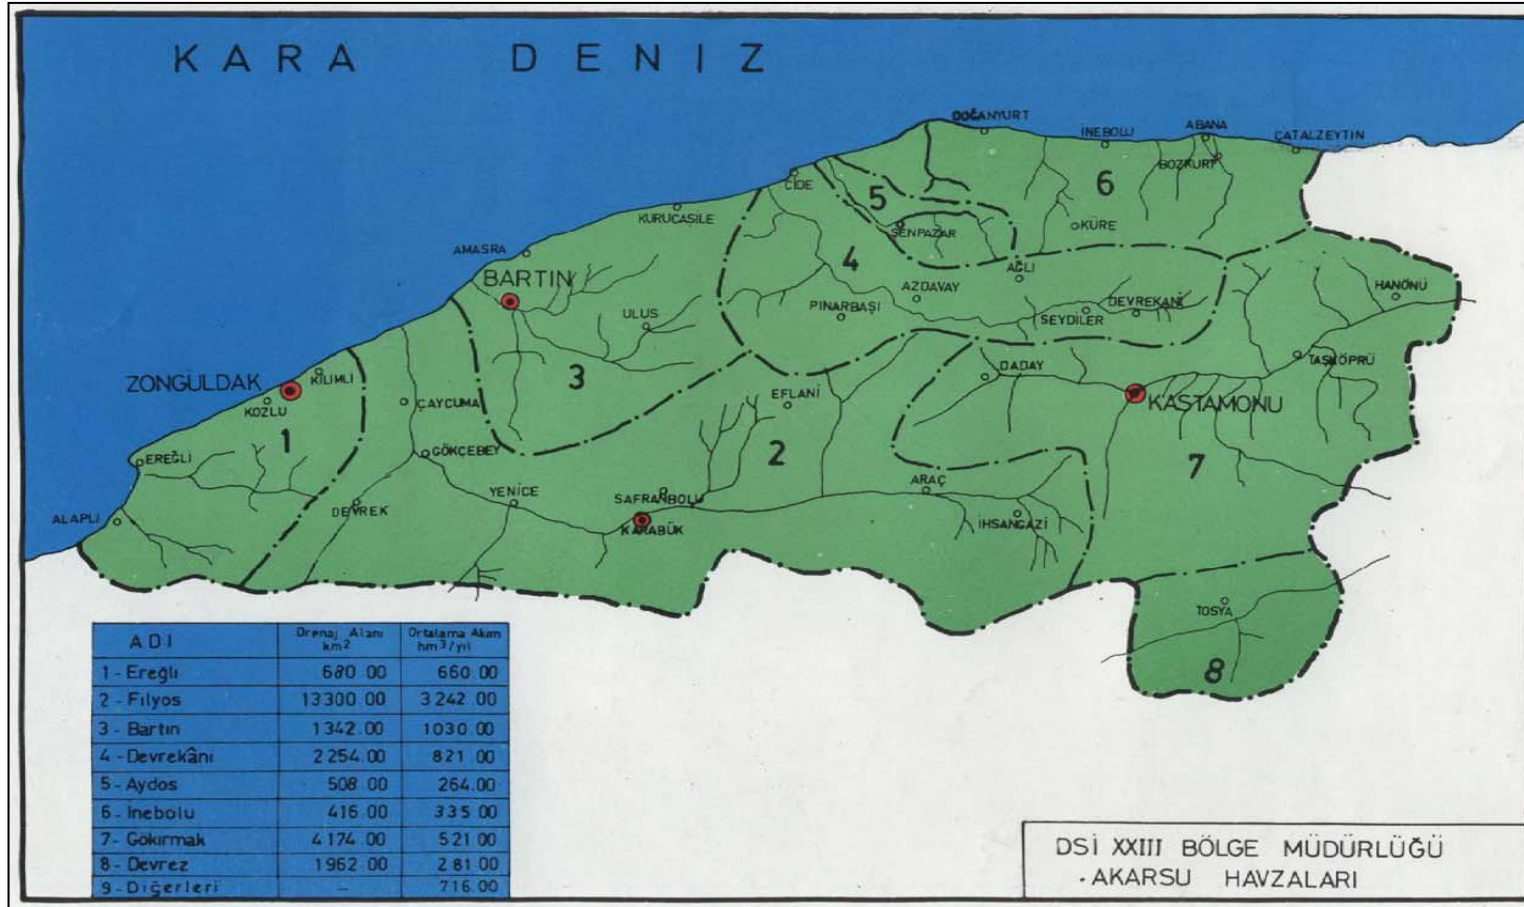 KARA DENIZ
DOĞANYURT
İNEBOLU
ABANA
ÇATALZEYTİN
BOZKURT
CİDE
5
6
KURUCAŞİLE
ŞENPAZAR
KÜRE
AMASRA
4
AĞLI
BARTIN
AZDAVAY
DEVREKANİ
HANÖNÜ
PINARBAŞI
SEYDİLER
ULUS
TAŞKÖPRÜ
KİLİMLİ
3
DADAY
ZONGULDAK
EFLANİ
KASTAMONU
KOZLU
ÇAYCUMA
1
GÖKÇEBEY
2
7
EREĞLİ
ARAÇ
YENİCE
SAFRANBOLU
DEVREK
ALAPLI
KARABÜK
İHSANGAZİ
TOSYA
8
ADI Drenaj Alanı km² Ortalama Akım hm³/yıl
1 - Ereğli 680.00 660.00
2 - Filyos 13300.00 3242.00
3 - Bartın 1342.00 1030.00
4 - Devrekânı 2254.00 821.00
5 - Aydos 508.00 264.00
6 - İnebolu 416.00 335.00
7 - Gökırmak 4174.00 521.00
8 - Devrez 1962.00 281.00
9 - Diğerleri – 716.00
DSİ XXIII BÖLGE MÜDÜRLÜĞÜ
AKARSU HAVZALARI